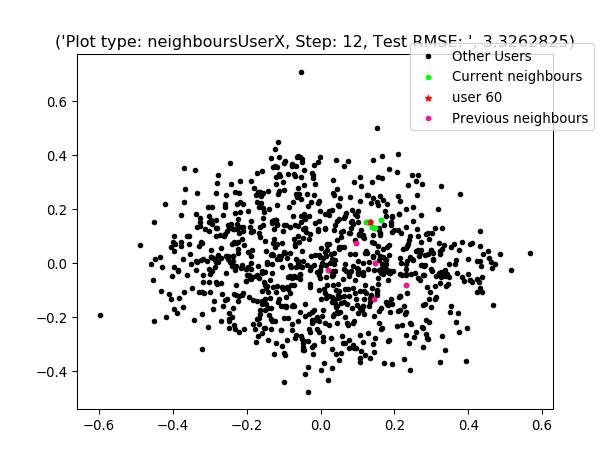 ('Plot type: neighboursUserX, Step: 12, Test RMSE: ', 3.3262825)
Other Users
Current neighbours
user 60
Previous neighbours
0.6
0.4
0.2
0.0
−0.2
−0.4
−0.6
−0.4
−0.2
0.0
0.2
0.4
0.6